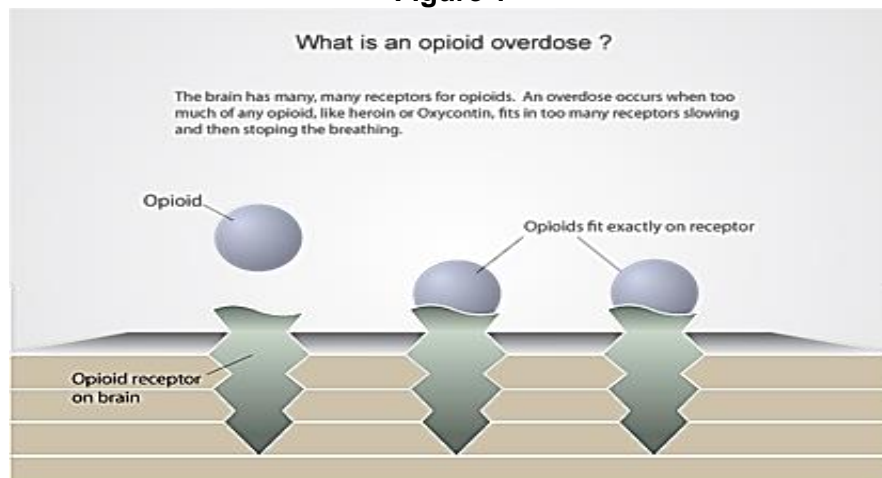 What is an opioid overdose ?
The brain has many, many receptors for opioids. An overdose occurs when too
much of any opioid, like heroin or Oxycontin, fits in too many receptors slowing
and then stoping the breathing.
Opioid
Opioids fit exactly on receptor
Opioid receptor
on brain